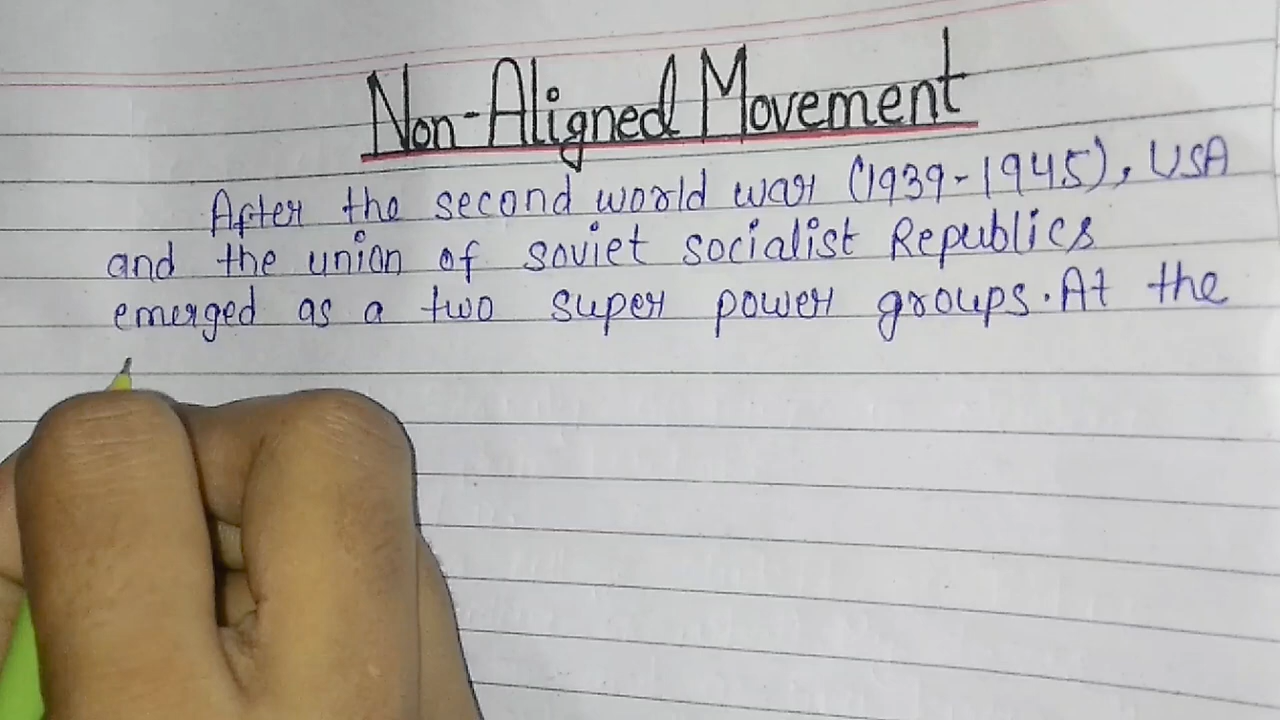 Non-Aligned Movement
After the second world war (1939-1945), USA
and the union of soviet socialist Republics
emerged as a two super power groups. At the